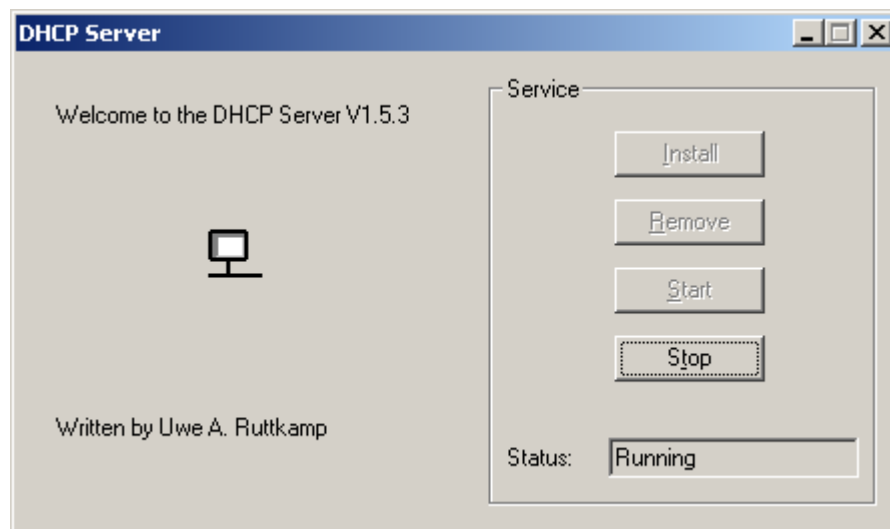 DHCP Server
Welcome to the DHCP Server V1.5.3
Written by Uwe A. Ruttkamp
Service
Install
Remove
Start
Stop
Status: Running